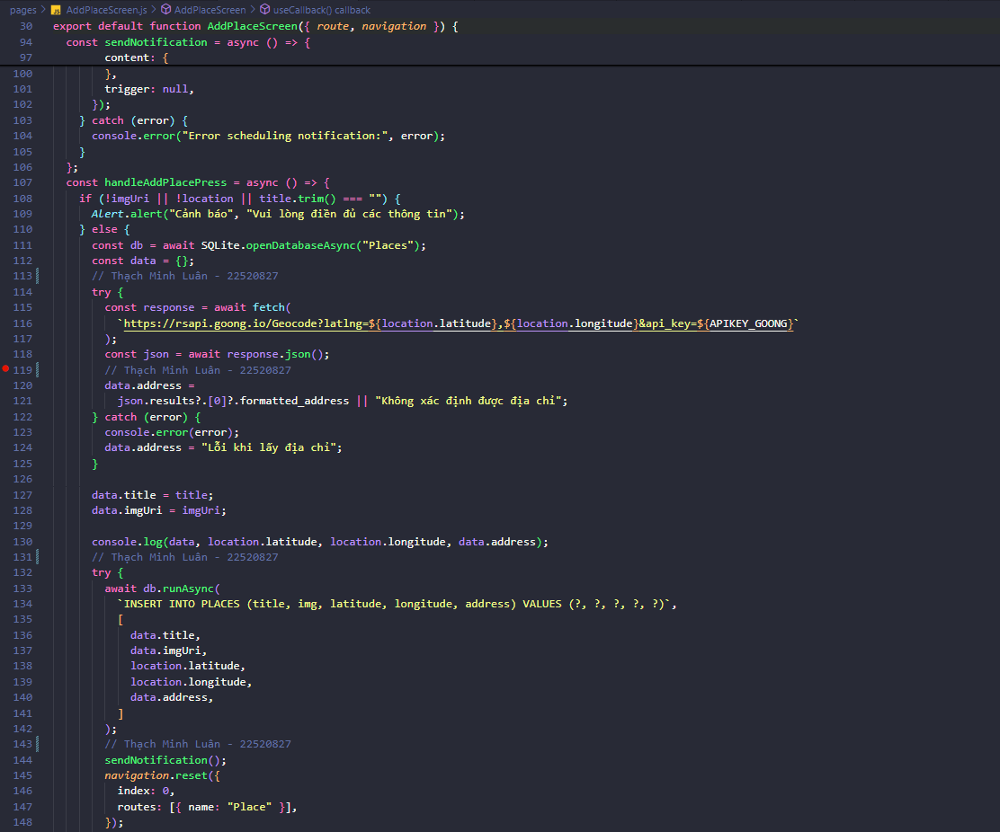 pages > JS AddPlaceScreen.js > AddPlaceScreen > useCallback() callback
30 export default function AddPlaceScreen({ route, navigation }) {
94 const sendNotification = async () => {
97 content: {
100 },
101 trigger: null,
102 });
103 } catch (error) {
104 console.error("Error scheduling notification:", error);
105 }
106 };
107 const handleAddPlacePress = async () => {
108 if (!imgUri || !location || title.trim() === "") {
109 Alert.alert("Cảnh báo", "Vui lòng điền đủ các thông tin");
110 } else {
111 const db = await SQLite.openDatabaseAsync("Places");
112 const data = {};
113 // Thạch Minh Luân - 22520827
114 try {
115 const response = await fetch(
116 `https://rsapi.goong.io/Geocode?latlng=${location.latitude},${location.longitude}&api_key=${APIKEY_GOONG}`
117 );
118 const json = await response.json();
119 // Thạch Minh Luân - 22520827
120 data.address =
121 json.results?.[0]?.formatted_address || "Không xác định được địa chỉ";
122 } catch (error) {
123 console.error(error);
124 data.address = "Lỗi khi lấy địa chỉ";
125 }
126
127 data.title = title;
128 data.imgUri = imgUri;
129
130 console.log(data, location.latitude, location.longitude, data.address);
131 // Thạch Minh Luân - 22520827
132 try {
133 await db.runAsync(
134 `INSERT INTO PLACES (title, img, latitude, longitude, address) VALUES (?, ?, ?, ?, ?)`,
135 [
136 data.title,
137 data.imgUri,
138 location.latitude,
139 location.longitude,
140 data.address,
141 ]
142 );
143 // Thạch Minh Luân - 22520827
144 sendNotification();
145 navigation.reset({
146 index: 0,
147 routes: [{ name: "Place" }],
148 });